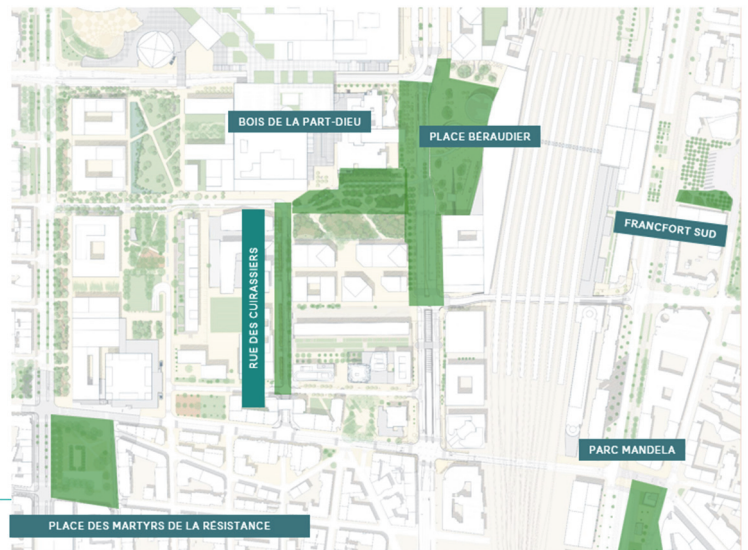 BOIS DE LA PART-DIEU
PLACE BÉRAUDIER
FRANCFORT SUD
RUE DES CUIRASSIERS
PARC MANDELA
PLACE DES MARTYRS DE LA RÉSISTANCE